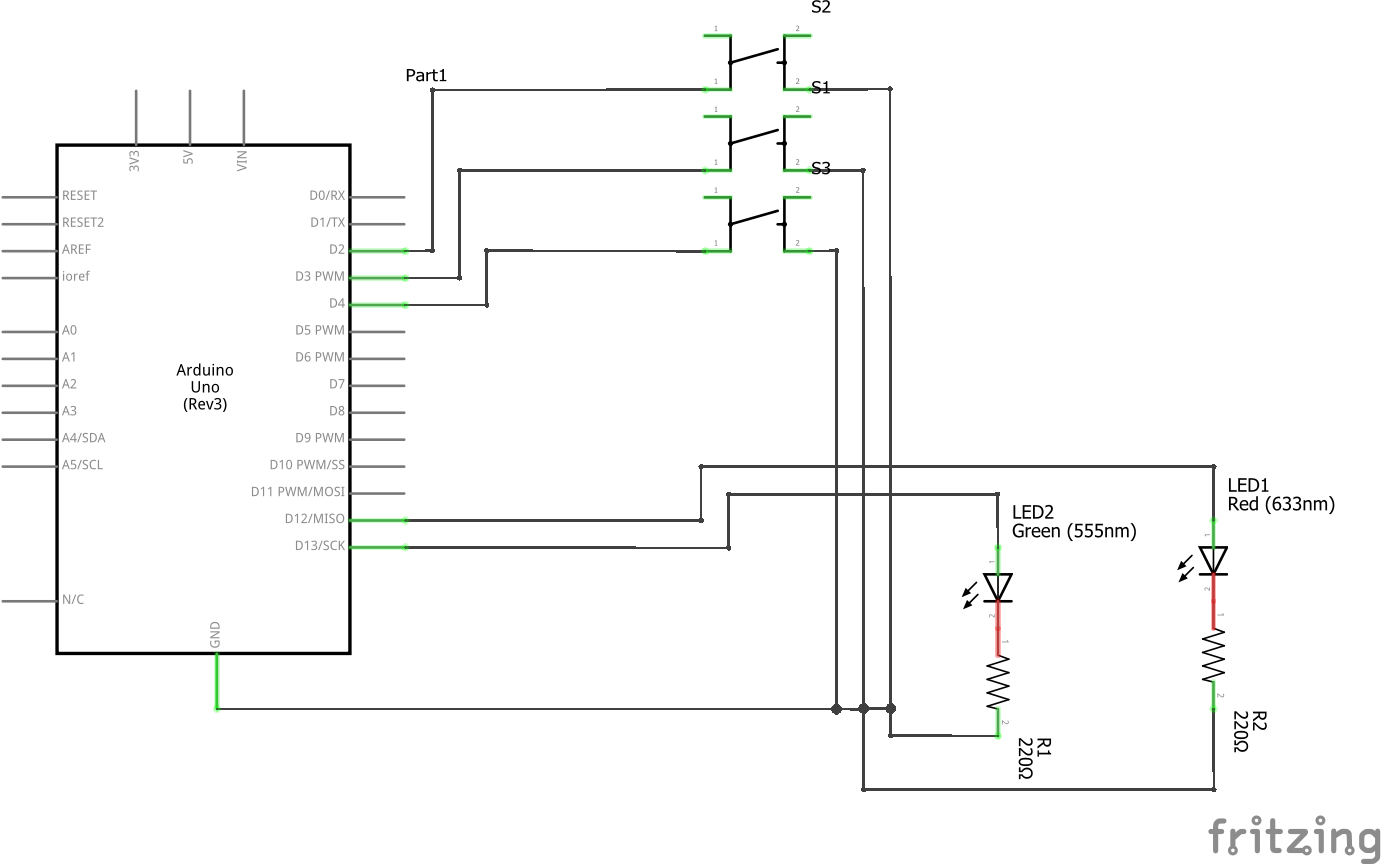 S2
1
2
Part1
1
2
S1
1
2
3V3
5V
VIN
1
2
S3
RESET
D0/RX
1
2
RESET2
D1/TX
AREF
D2
1
2
ioref
D3 PWM
D4
A0
D5 PWM
A1
D6 PWM
Arduino
Uno
(Rev3)
A2
D7
A3
D8
A4/SDA
D9 PWM
A5/SCL
D10 PWM/SS
D11 PWM/MOSI
D12/MISO
D13/SCK
LED1
Red (633nm)
LED2
Green (555nm)
1
1
2
1
2
1
N/C
GND
2
2
R2
220Ω
R1
220Ω
fritzing